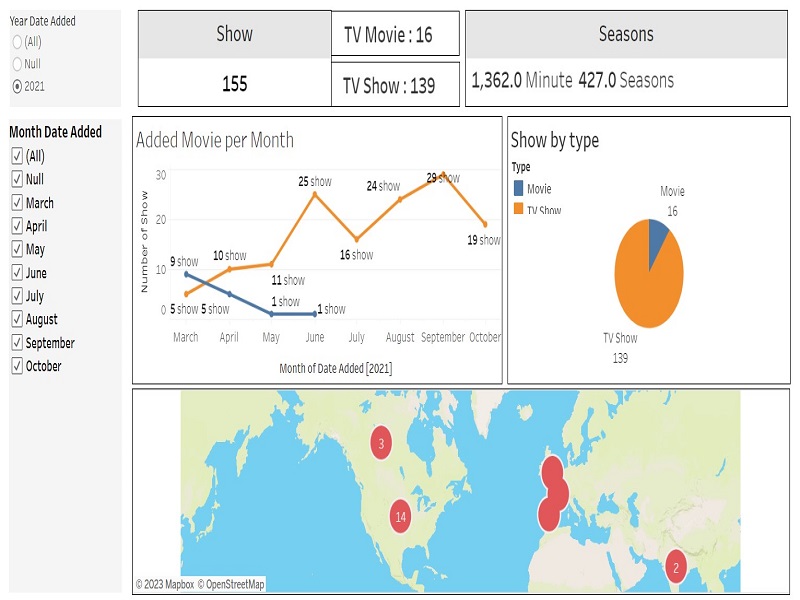 Year Date Added
(All)
Null
2021
Month Date Added
(All)
Null
March
April
May
June
July
August
September
October
Show
155
TV Movie : 16
TV Show : 139
Seasons
1,362.0 Minute 427.0 Seasons
Added Movie per Month
Number of Show
30
20
10
0
9 show
5 show
10 show
5 show
11 show
1 show
25 show
1 show
16 show
24 show
29 show
19 show
March April May June July August September October
Month of Date Added [2021]
Show by type
Type
Movie
TV Show
Movie
16
TV Show
139
3
14
2
© 2023 Mapbox © OpenStreetMap